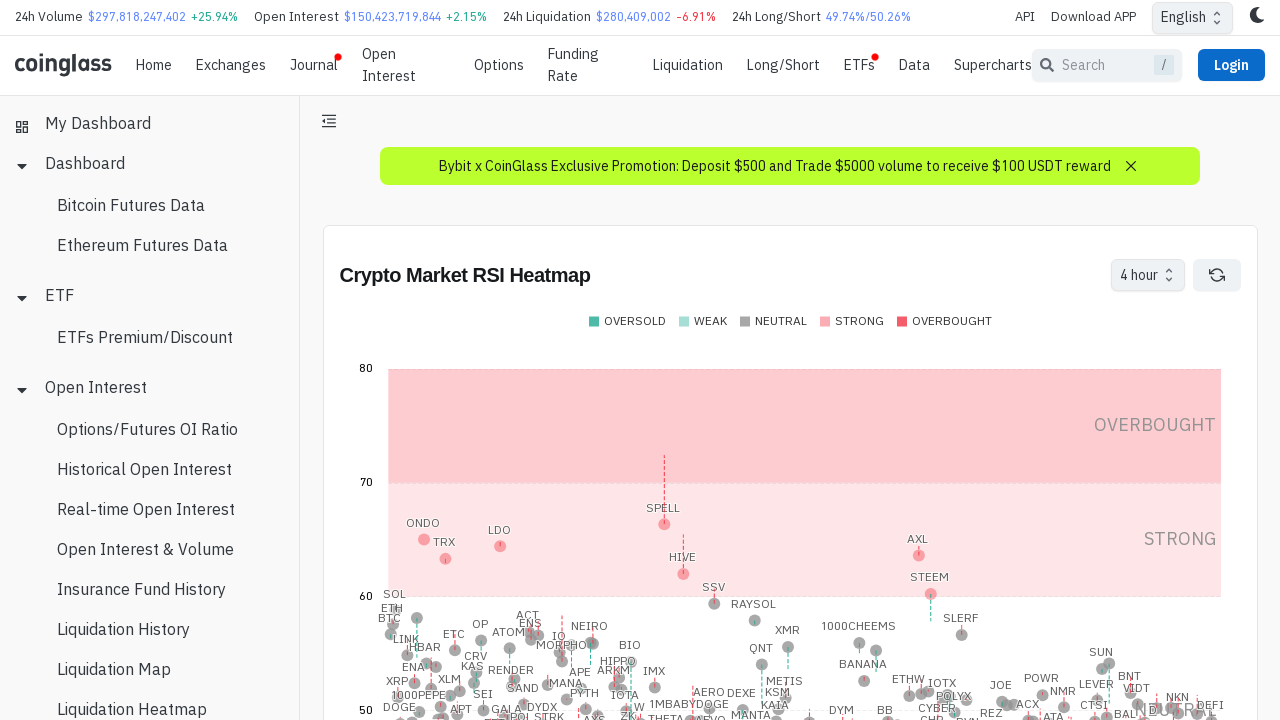 24h Volume $297,818,247,402 +25.94% Open Interest $150,423,719,844 +2.15% 24h Liquidation $280,409,002 -6.91% 24h Long/Short 49.74%/50.26% API Download APP English
coinglass Home Exchanges Journal Open Interest Options Funding Rate Liquidation Long/Short ETFs Data Supercharts Search / Login
My Dashboard
Dashboard
Bitcoin Futures Data
Ethereum Futures Data
ETF
ETFs Premium/Discount
Open Interest
Options/Futures OI Ratio
Historical Open Interest
Real-time Open Interest
Open Interest & Volume
Insurance Fund History
Liquidation History
Liquidation Map
Liquidation Heatmap
Bybit x CoinGlass Exclusive Promotion: Deposit $500 and Trade $5000 volume to receive $100 USDT reward
Crypto Market RSI Heatmap 4 hour
OVERSOLD WEAK NEUTRAL STRONG OVERBOUGHT
80
OVERBOUGHT
70
SPELL
ONDO LDO
TRX AXL STRONG
HIVE
STEEM
SSV
60
SOL RAYSOL
ETH
BTC ACT OP ENS NEIRO 1000CHEEMS SLERF
ETC ATOM IO XMR
LINK HBAR MORPHO BIO QNT SUN
CRV HIPPO BANANA
ENA KAS RENDER APE ARKM IMX BNT
XRP XLM SAND MANA METIS ETHW IOTX POWR LEVER VIDT
1000PEPE SEI PYTH IOTA AERO DEXE KSM POLYX JOE NMR NKN
DOGE APT GALA DYDX W 1MBABYDOGE KAIA DYM BB CYBER ACX CTSI DEFI
50 STRK ZK THETA MANTA REZ ATA BAL NEUTRAL